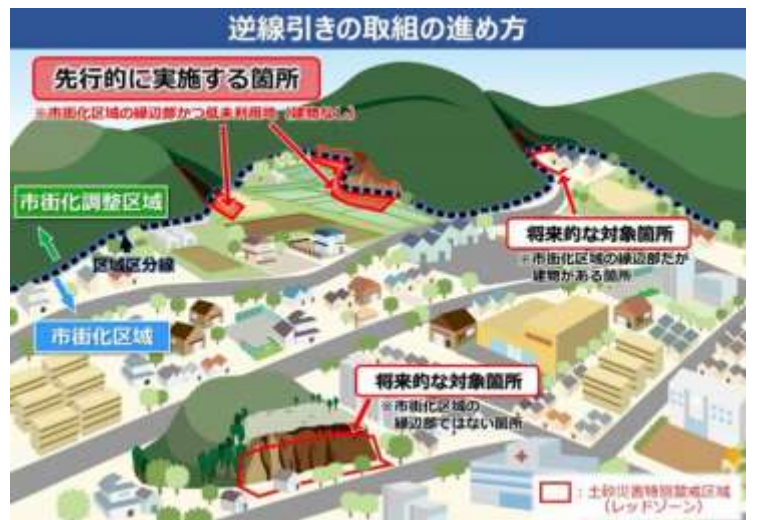 逆線引きの取組の進め方
先行的に実施する箇所
※市街化区域の縁辺部かつ低未利用地（建物なし）
市街化調整区域
区域区分線
市街化区域
将来的な対象箇所
※市街化区域の縁辺部だが
建物がある箇所
将来的な対象箇所
※市街化区域の
縁辺部ではない箇所
：土砂災害特別警戒区域
（レッドゾーン）